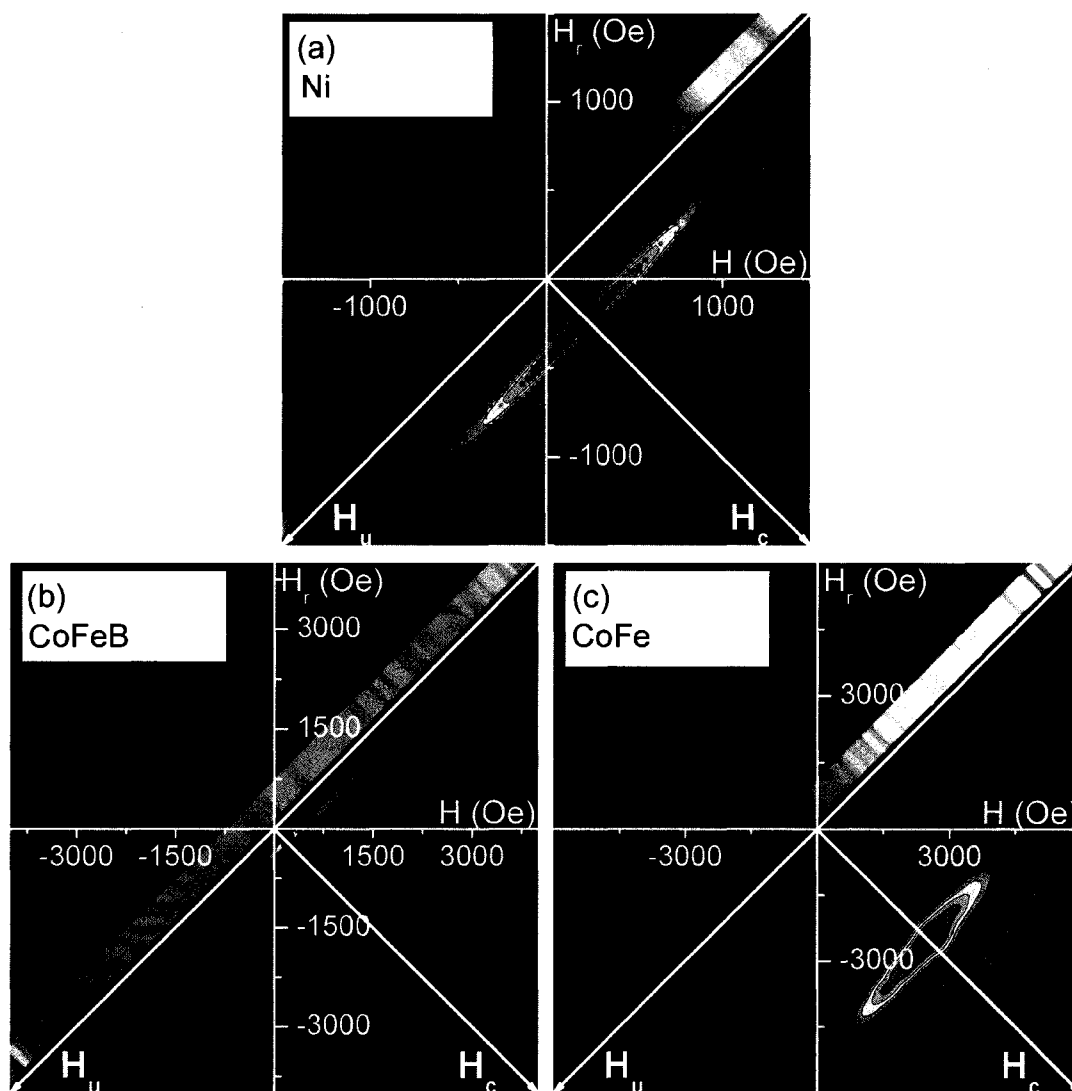 (a)
Ni
H_r (Oe)
1000
H (Oe)
-1000
1000
-1000
H_u
H_c
(b)
CoFeB
H_r (Oe)
3000
1500
H (Oe)
-3000 -1500
1500 3000
-1500
-3000
H_u
H_c
(c)
CoFe
H_r (Oe)
3000
H (Oe)
-3000
3000
-3000
H_u
H_c